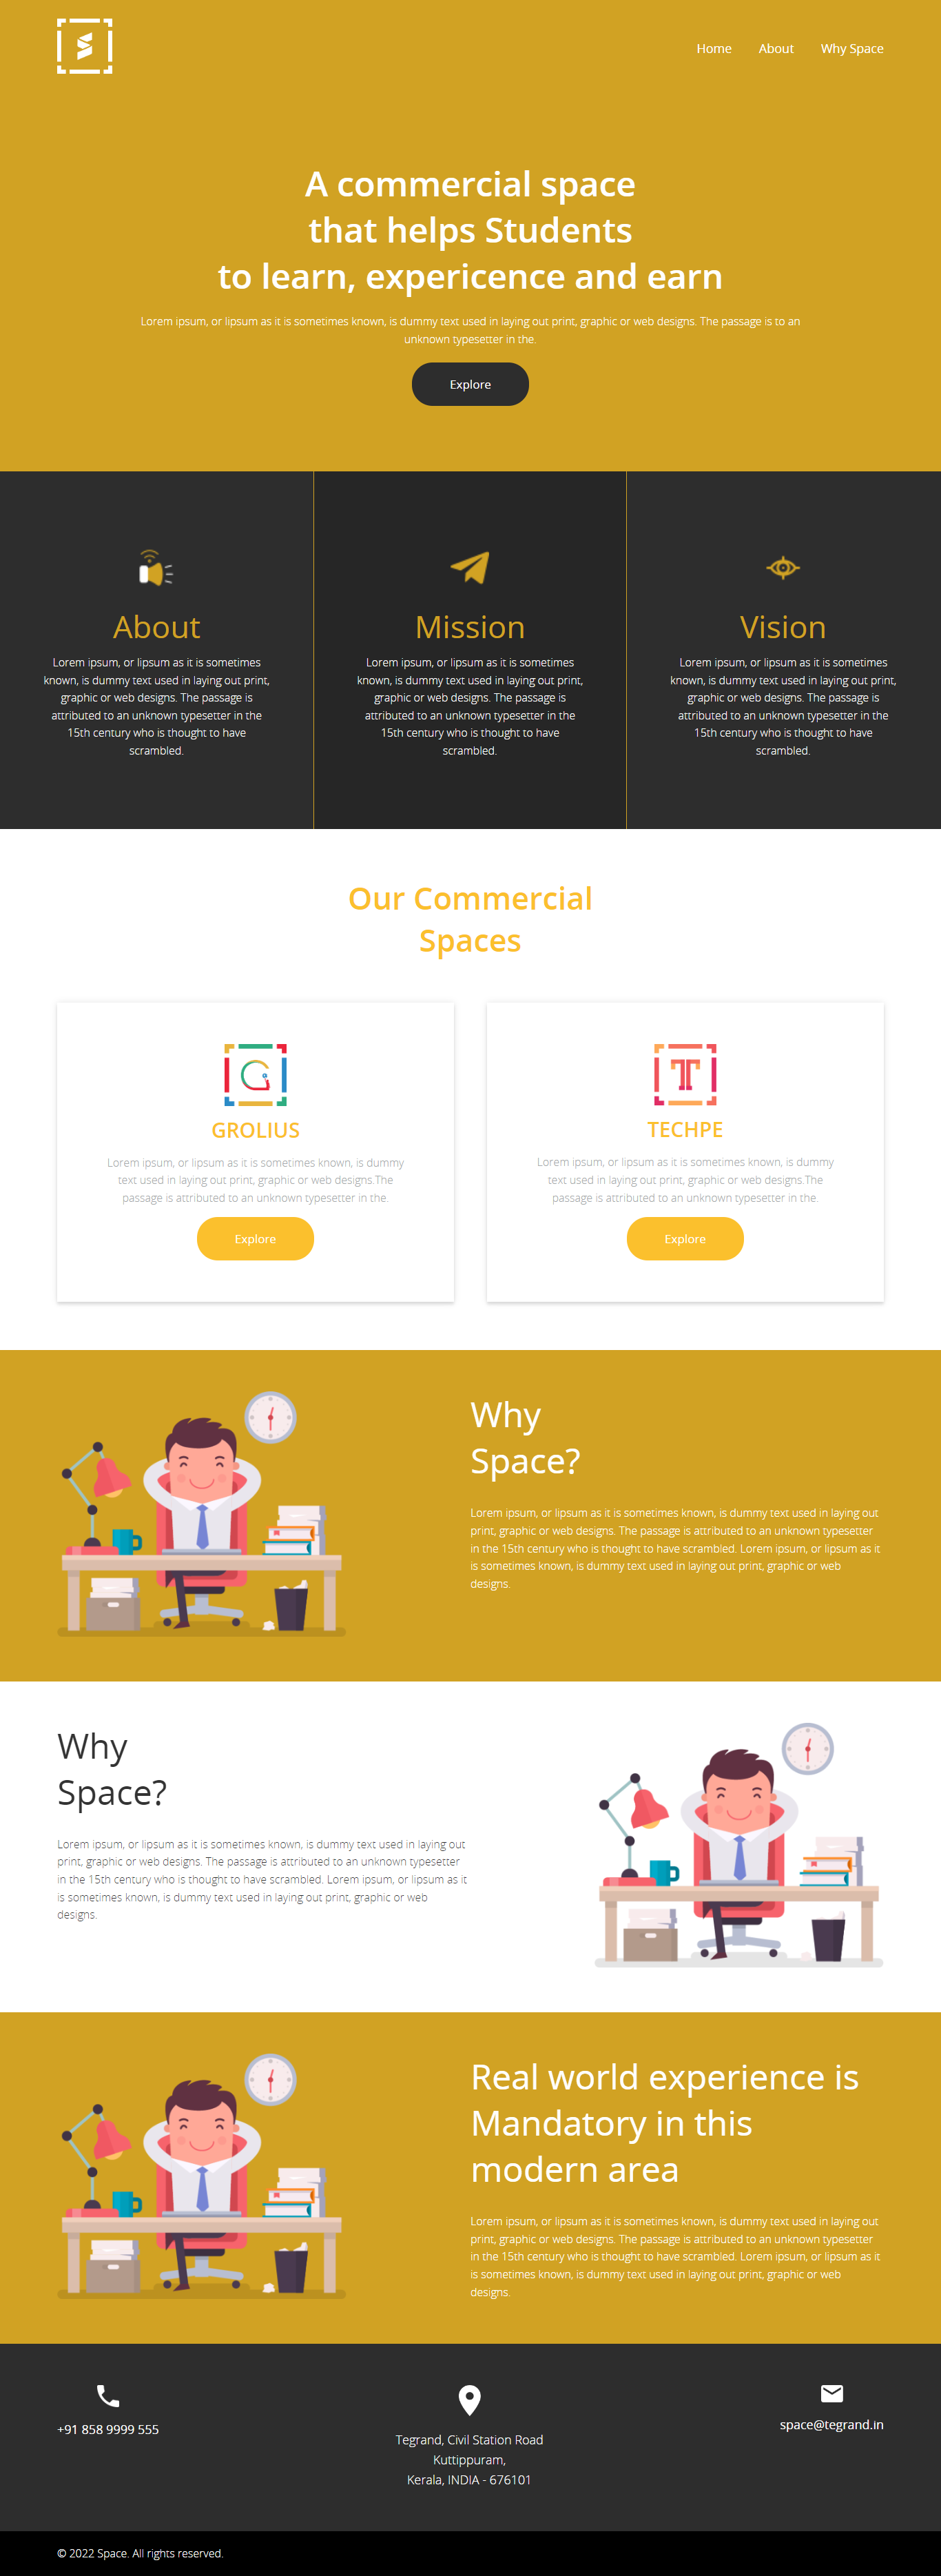 Home About Why Space
A commercial space
that helps Students
to learn, expericence and earn
Lorem ipsum, or lipsum as it is sometimes known, is dummy text used in laying out print, graphic or web designs. The passage is to an
unknown typesetter in the.
Explore
About
Lorem ipsum, or lipsum as it is sometimes
known, is dummy text used in laying out print,
graphic or web designs. The passage is
attributed to an unknown typesetter in the
15th century who is thought to have
scrambled.
Mission
Lorem ipsum, or lipsum as it is sometimes
known, is dummy text used in laying out print,
graphic or web designs. The passage is
attributed to an unknown typesetter in the
15th century who is thought to have
scrambled.
Vision
Lorem ipsum, or lipsum as it is sometimes
known, is dummy text used in laying out print,
graphic or web designs. The passage is
attributed to an unknown typesetter in the
15th century who is thought to have
scrambled.
Our Commercial
Spaces
GROLIUS
Lorem ipsum, or lipsum as it is sometimes known, is dummy
text used in laying out print, graphic or web designs.The
passage is attributed to an unknown typesetter in the.
Explore
TECHPE
Lorem ipsum, or lipsum as it is sometimes known, is dummy
text used in laying out print, graphic or web designs.The
passage is attributed to an unknown typesetter in the.
Explore
Why
Space?
Lorem ipsum, or lipsum as it is sometimes known, is dummy text used in laying out
print, graphic or web designs. The passage is attributed to an unknown typesetter
in the 15th century who is thought to have scrambled. Lorem ipsum, or lipsum as it
is sometimes known, is dummy text used in laying out print, graphic or web
designs.
Why
Space?
Lorem ipsum, or lipsum as it is sometimes known, is dummy text used in laying out
print, graphic or web designs. The passage is attributed to an unknown typesetter
in the 15th century who is thought to have scrambled. Lorem ipsum, or lipsum as it
is sometimes known, is dummy text used in laying out print, graphic or web
designs.
Real world experience is
Mandatory in this
modern area
Lorem ipsum, or lipsum as it is sometimes known, is dummy text used in laying out
print, graphic or web designs. The passage is attributed to an unknown typesetter
in the 15th century who is thought to have scrambled. Lorem ipsum, or lipsum as it
is sometimes known, is dummy text used in laying out print, graphic or web
designs.
+91 858 9999 555
Tegrand, Civil Station Road
Kuttippuram,
Kerala, INDIA - 676101
space@tegrand.in
© 2022 Space. All rights reserved.